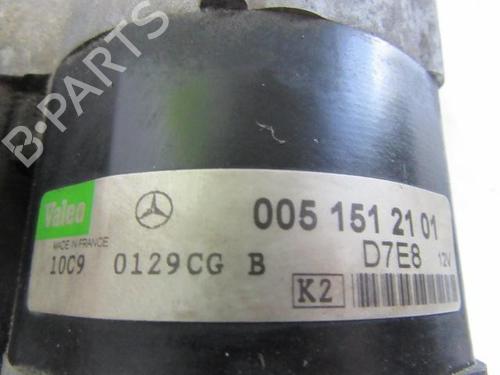 Valeo
005 151 21 01
MADE IN FRANCE
D7E8 12V
10C9 0129CG B
K2
B-PARTS